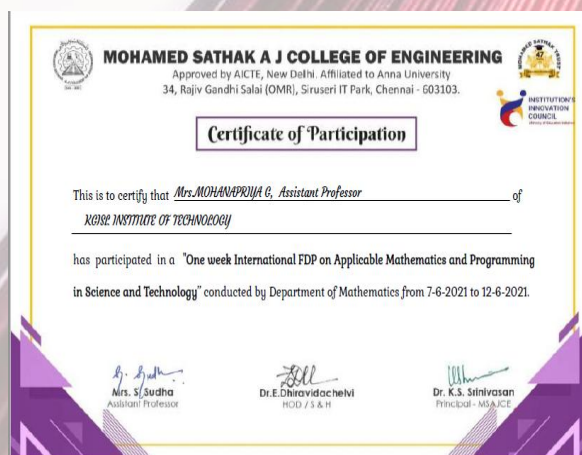 MOHAMED SATHAK A J COLLEGE OF ENGINEERING
Approved by AICTE, New Delhi. Affiliated to Anna University
34, Rajiv Gandhi Salai (OMR), Siruseri IT Park, Chennai - 603103.
47
INSTITUTION'S
INNOVATION
COUNCIL
Certificate of Participation
This is to certify that Mrs.MOHANAPRIYA G, Assistant Professor of
KGISL INSTITUTE OF TECHNOLOGY
has participated in a "One week International FDP on Applicable Mathematics and Programming
in Science and Technology" conducted by Department of Mathematics from 7-6-2021 to 12-6-2021.
Mrs. S. Sudha
Assistant Professor
Dr.E.Dhiravidachelvi
HOD / S & H
Dr. K.S. Srinivasan
Principal - MSAJCE